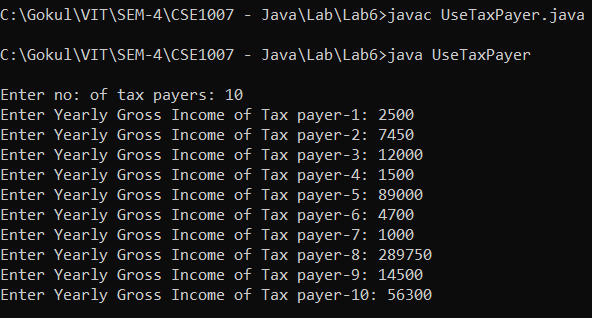 C:\Gokul\VIT\SEM-4\CSE1007 - Java\Lab\Lab6>javac UseTaxPayer.java
C:\Gokul\VIT\SEM-4\CSE1007 - Java\Lab\Lab6>java UseTaxPayer
Enter no: of tax payers: 10
Enter Yearly Gross Income of Tax payer-1: 2500
Enter Yearly Gross Income of Tax payer-2: 7450
Enter Yearly Gross Income of Tax payer-3: 12000
Enter Yearly Gross Income of Tax payer-4: 1500
Enter Yearly Gross Income of Tax payer-5: 89000
Enter Yearly Gross Income of Tax payer-6: 4700
Enter Yearly Gross Income of Tax payer-7: 1000
Enter Yearly Gross Income of Tax payer-8: 289750
Enter Yearly Gross Income of Tax payer-9: 14500
Enter Yearly Gross Income of Tax payer-10: 56300